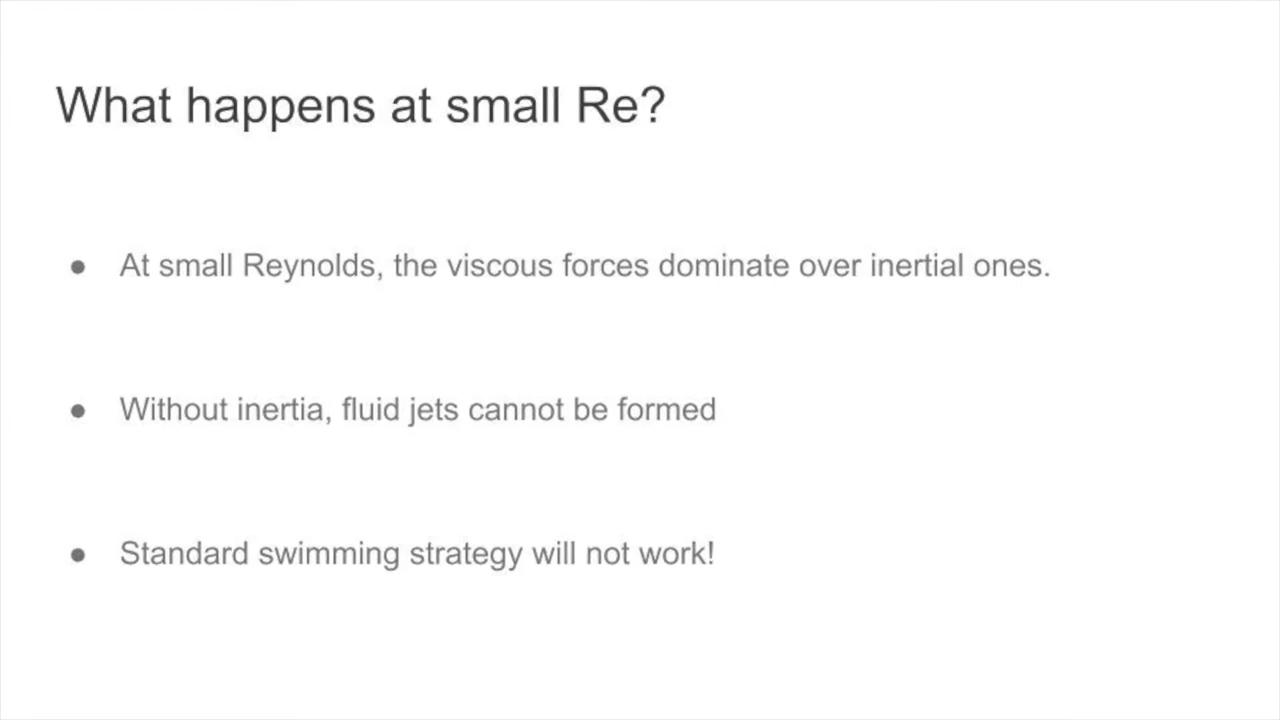 What happens at small Re?
● At small Reynolds, the viscous forces dominate over inertial ones.
● Without inertia, fluid jets cannot be formed
● Standard swimming strategy will not work!